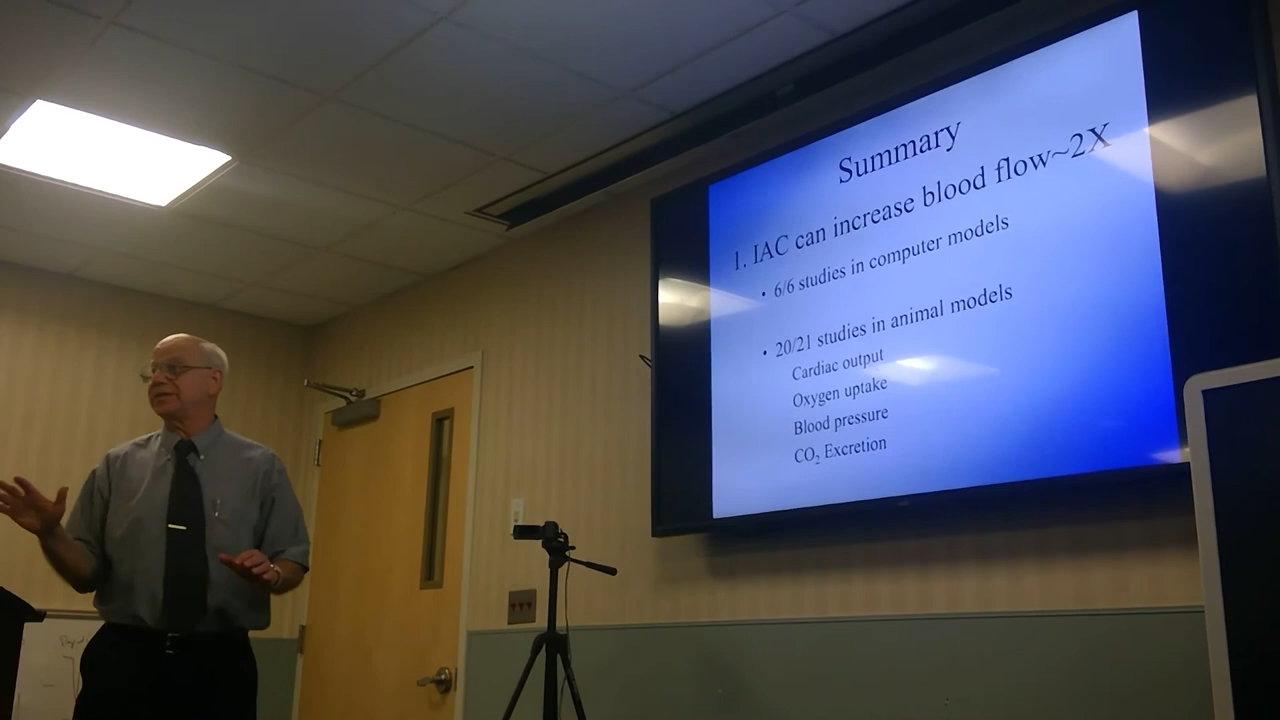 Summary
1. IAC can increase blood flow~2X
• 6/6 studies in computer models
• 20/21 studies in animal models
Cardiac output
Oxygen uptake
Blood pressure
CO₂ Excretion